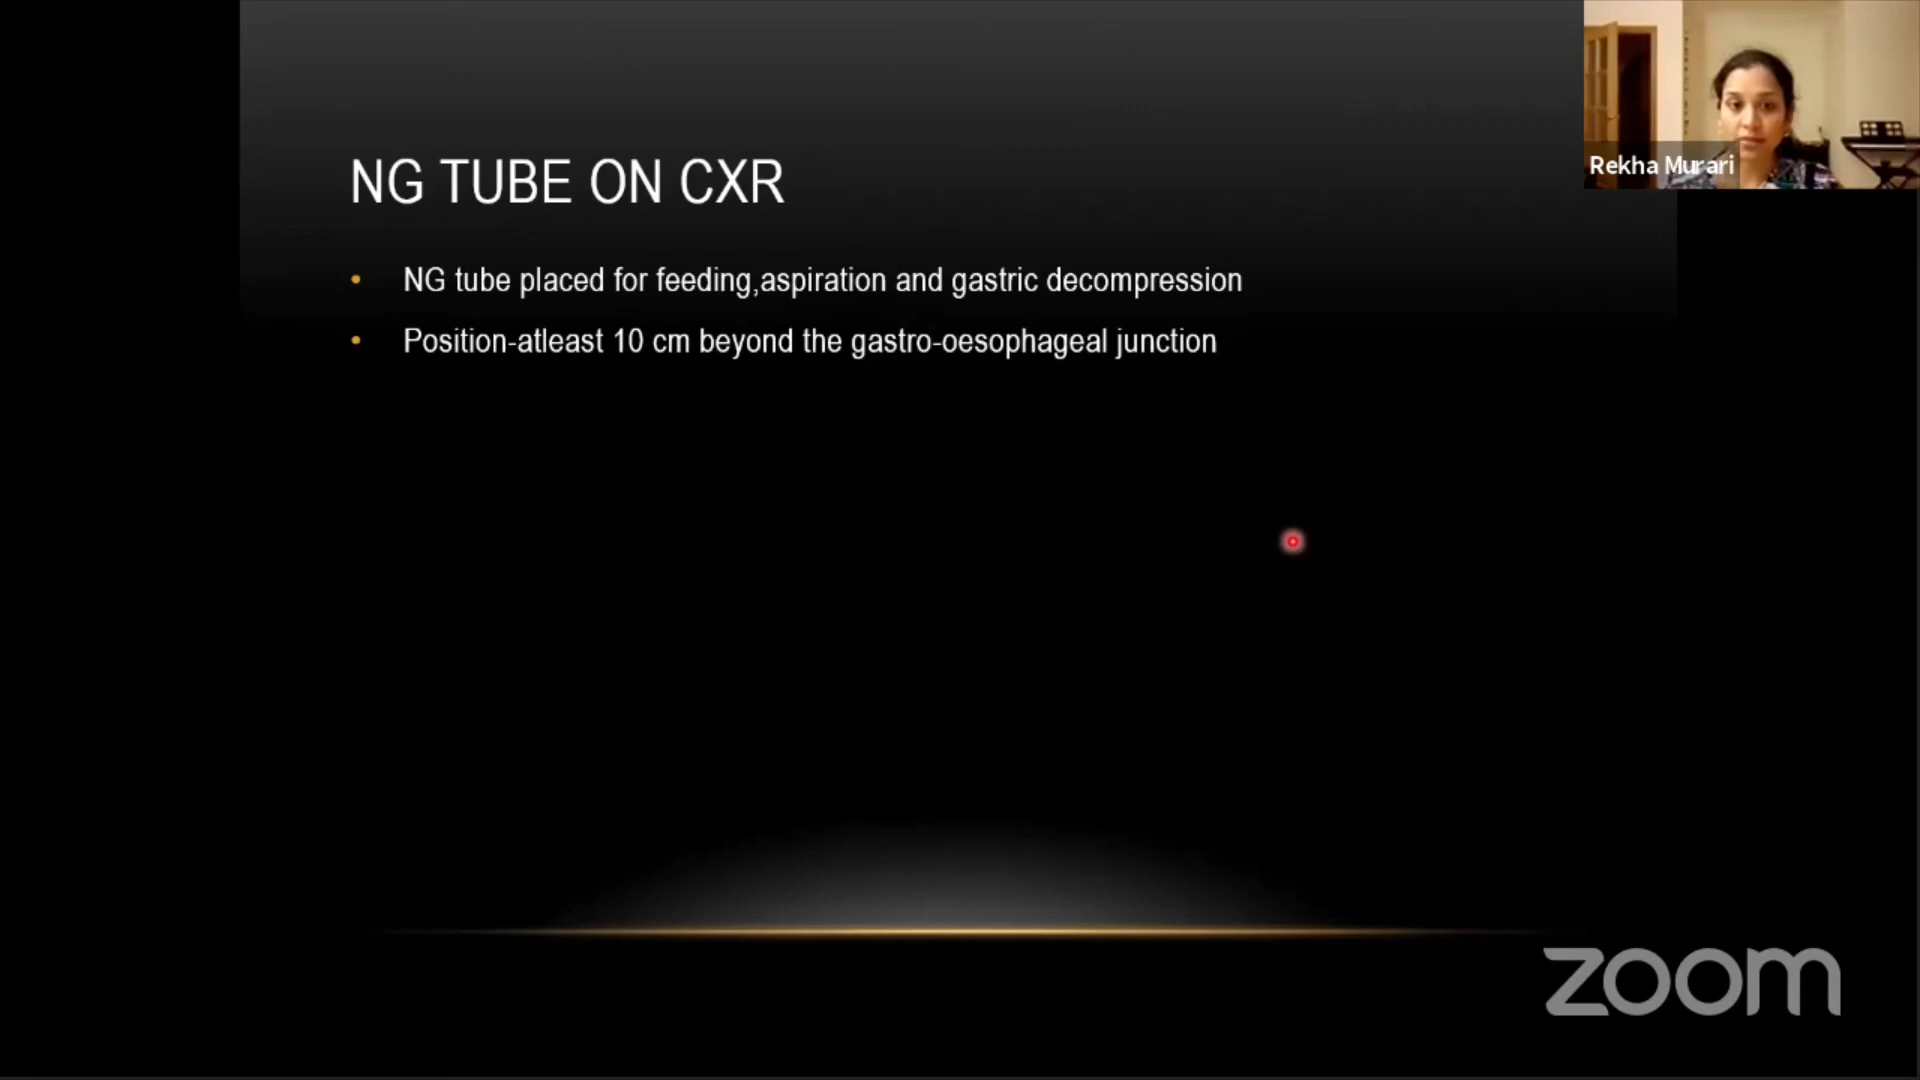 NG TUBE ON CXR
• NG tube placed for feeding,aspiration and gastric decompression
• Position-atleast 10 cm beyond the gastro-oesophageal junction
Rekha Murari
zoom